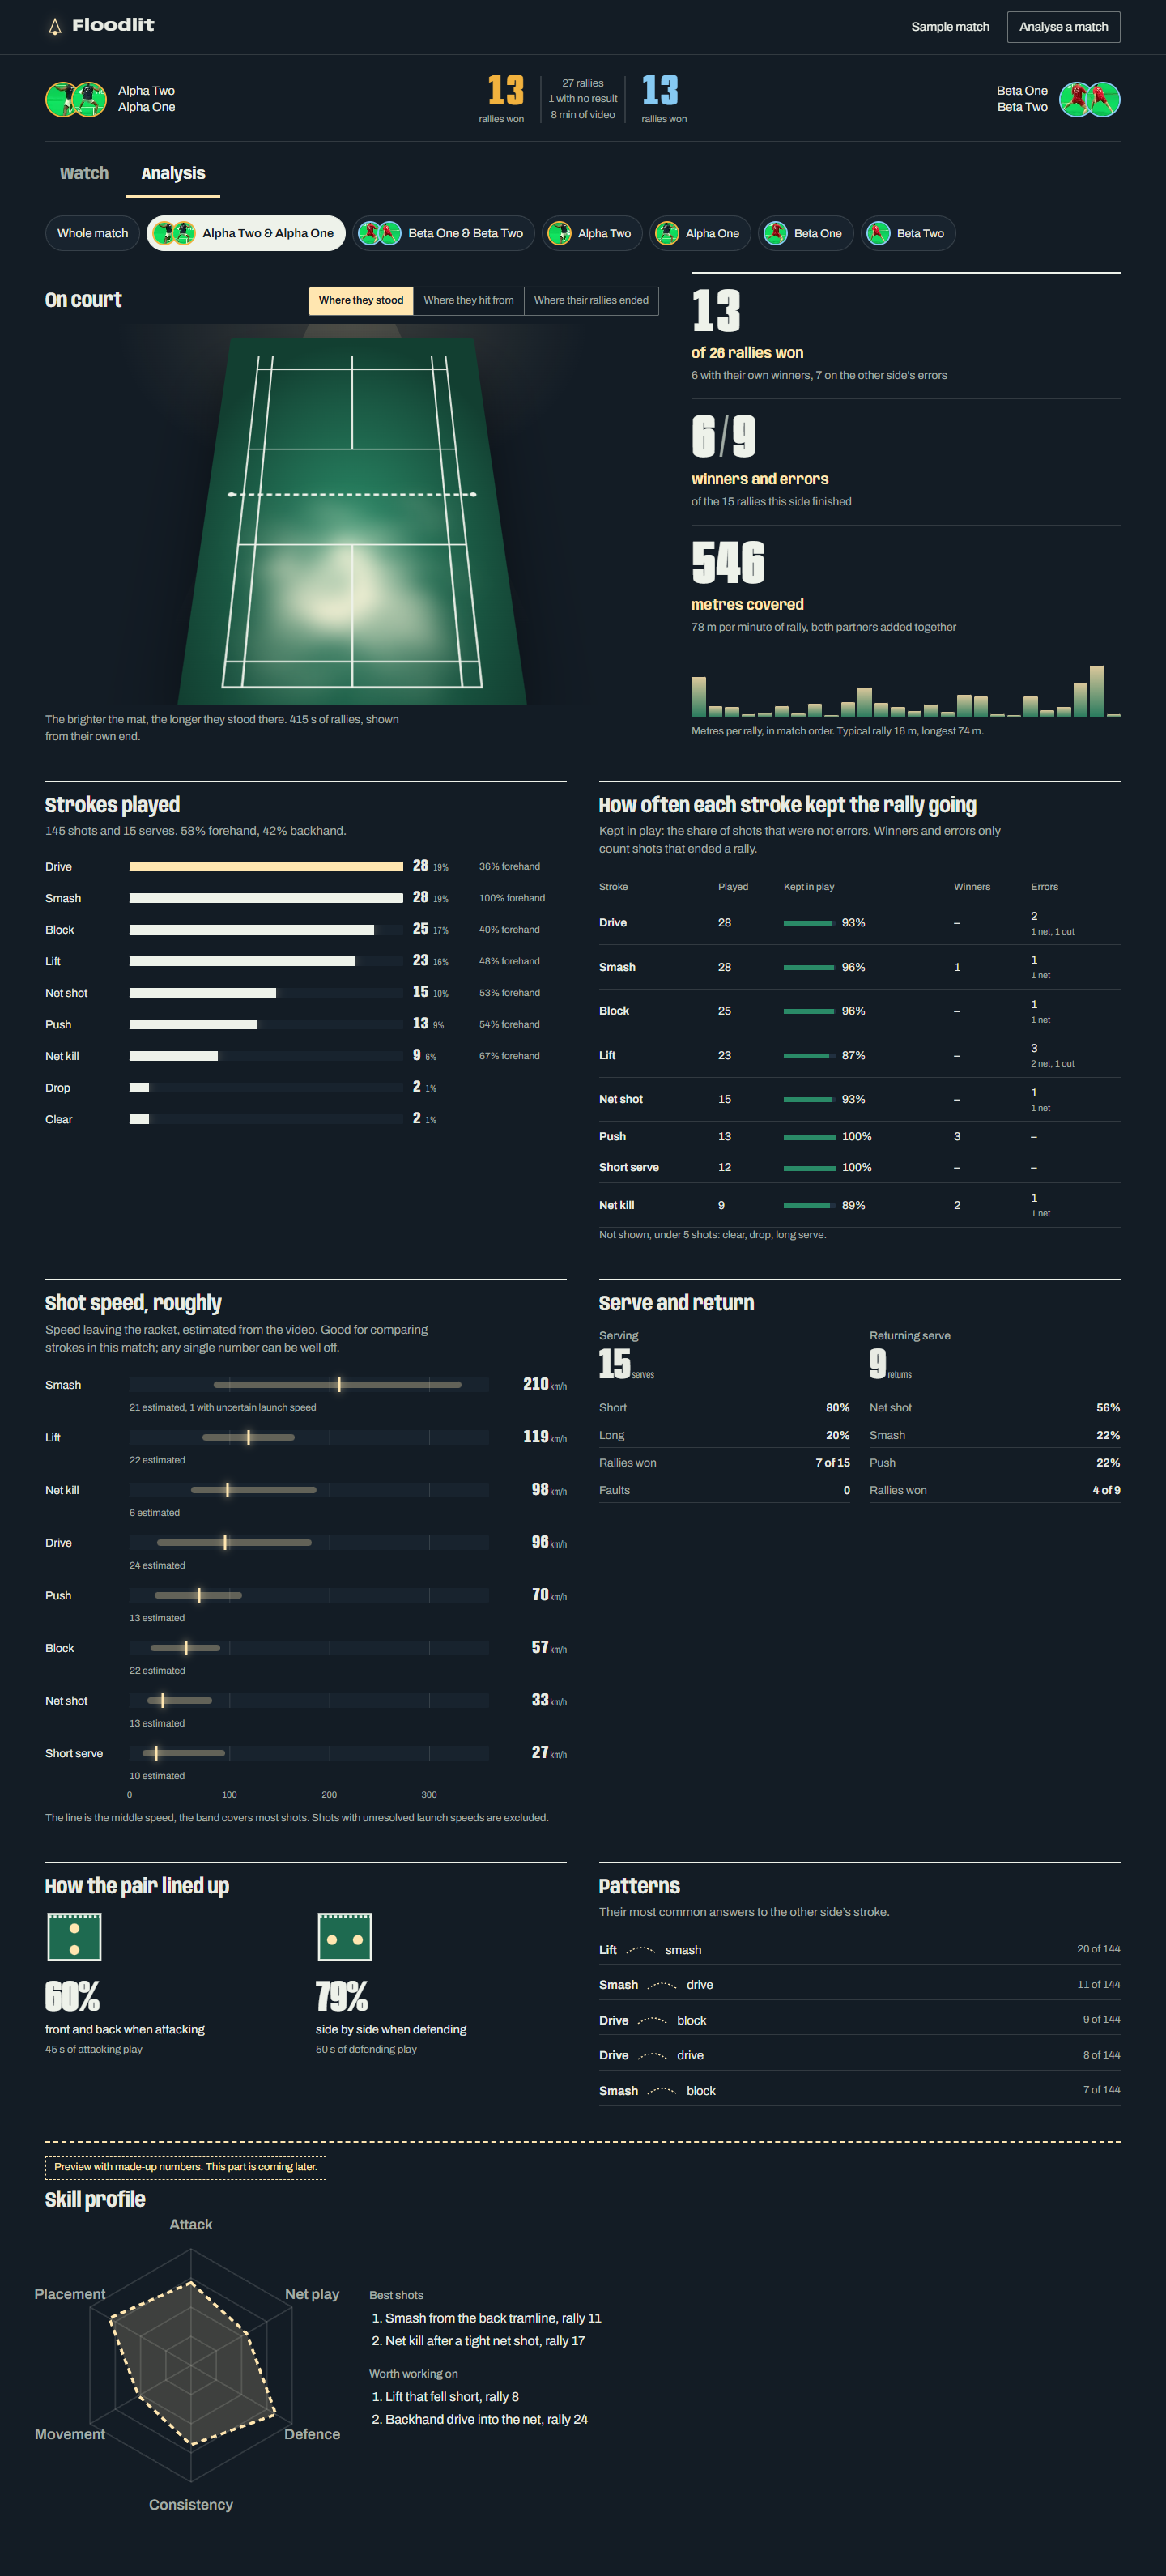 Floodlit
Sample match
Analyse a match
Alpha Two
Alpha One
13
rallies won
27 rallies
1 with no result
8 min of video
13
rallies won
Beta One
Beta Two
Watch
Analysis
Whole match
Alpha Two & Alpha One
Beta One & Beta Two
Alpha Two
Alpha One
Beta One
Beta Two
On court
Where they stood
Where they hit from
Where their rallies ended
The brighter the mat, the longer they stood there. 415 s of rallies, shown
from their own end.
13
of 26 rallies won
6 with their own winners, 7 on the other side's errors
6/9
winners and errors
of the 15 rallies this side finished
546
metres covered
78 m per minute of rally, both partners added together
Metres per rally, in match order. Typical rally 16 m, longest 74 m.
Strokes played
145 shots and 15 serves. 58% forehand, 42% backhand.
Drive 28 19% 36% forehand
Smash 28 19% 100% forehand
Block 25 17% 40% forehand
Lift 23 16% 48% forehand
Net shot 15 10% 53% forehand
Push 13 9% 54% forehand
Net kill 9 6% 67% forehand
Drop 2 1%
Clear 2 1%
How often each stroke kept the rally going
Kept in play: the share of shots that were not errors. Winners and errors only
count shots that ended a rally.
Stroke Played Kept in play Winners Errors
Drive 28 93% – 2
1 net, 1 out
Smash 28 96% 1 1
1 net
Block 25 96% – 1
1 net
Lift 23 87% – 3
2 net, 1 out
Net shot 15 93% – 1
1 net
Push 13 100% 3 –
Short serve 12 100% – –
Net kill 9 89% 2 1
1 net
Not shown, under 5 shots: clear, drop, long serve.
Shot speed, roughly
Speed leaving the racket, estimated from the video. Good for comparing
strokes in this match; any single number can be well off.
Smash 210 km/h
21 estimated, 1 with uncertain launch speed
Lift 119 km/h
22 estimated
Net kill 98 km/h
6 estimated
Drive 96 km/h
24 estimated
Push 70 km/h
13 estimated
Block 57 km/h
22 estimated
Net shot 33 km/h
13 estimated
Short serve 27 km/h
10 estimated
0 100 200 300
The line is the middle speed, the band covers most shots. Shots with unresolved launch speeds are excluded.
Serve and return
Serving
15 serves
Short 80%
Long 20%
Rallies won 7 of 15
Faults 0
Returning serve
9 returns
Net shot 56%
Smash 22%
Push 22%
Rallies won 4 of 9
How the pair lined up
60%
front and back when attacking
45 s of attacking play
79%
side by side when defending
50 s of defending play
Patterns
Their most common answers to the other side's stroke.
Lift smash 20 of 144
Smash drive 11 of 144
Drive block 9 of 144
Drive drive 8 of 144
Smash block 7 of 144
Preview with made-up numbers. This part is coming later.
Skill profile
Attack
Placement
Net play
Movement
Defence
Consistency
Best shots
1. Smash from the back tramline, rally 11
2. Net kill after a tight net shot, rally 17
Worth working on
1. Lift that fell short, rally 8
2. Backhand drive into the net, rally 24